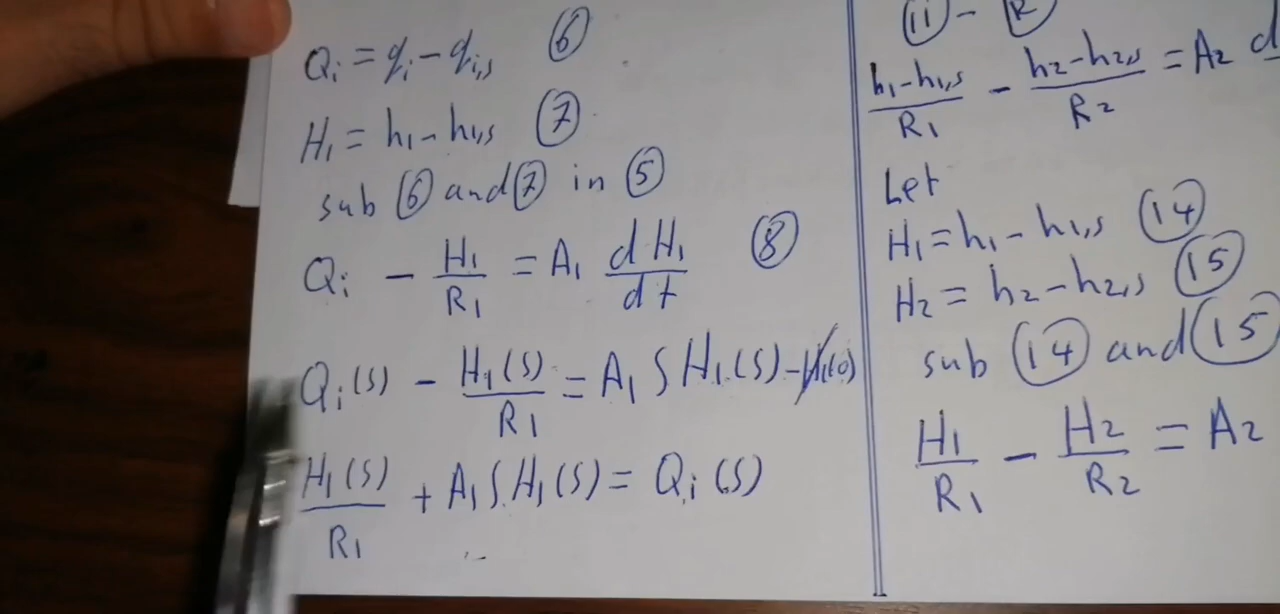 Qi = qi - qi,s ⑥
H1 = h1 - h1,s ⑦
sub ⑥ and ⑦ in ⑤
Qi - H1/R1 = A1 dH1/dt ⑧
Qi(s) - H1(s)/R1 = A1 S H1(s) - H1(0)
H1(s)/R1 + A1 S H1(s) = Qi(s)
⑪ - ⑫
h1-h1,s/R1 - h2-h2,s/R2 = A2 d
Let
H1 = h1 - h1,s ⑭
H2 = h2 - h2,s ⑮
sub ⑭ and ⑮
H1/R1 - H2/R2 = A2